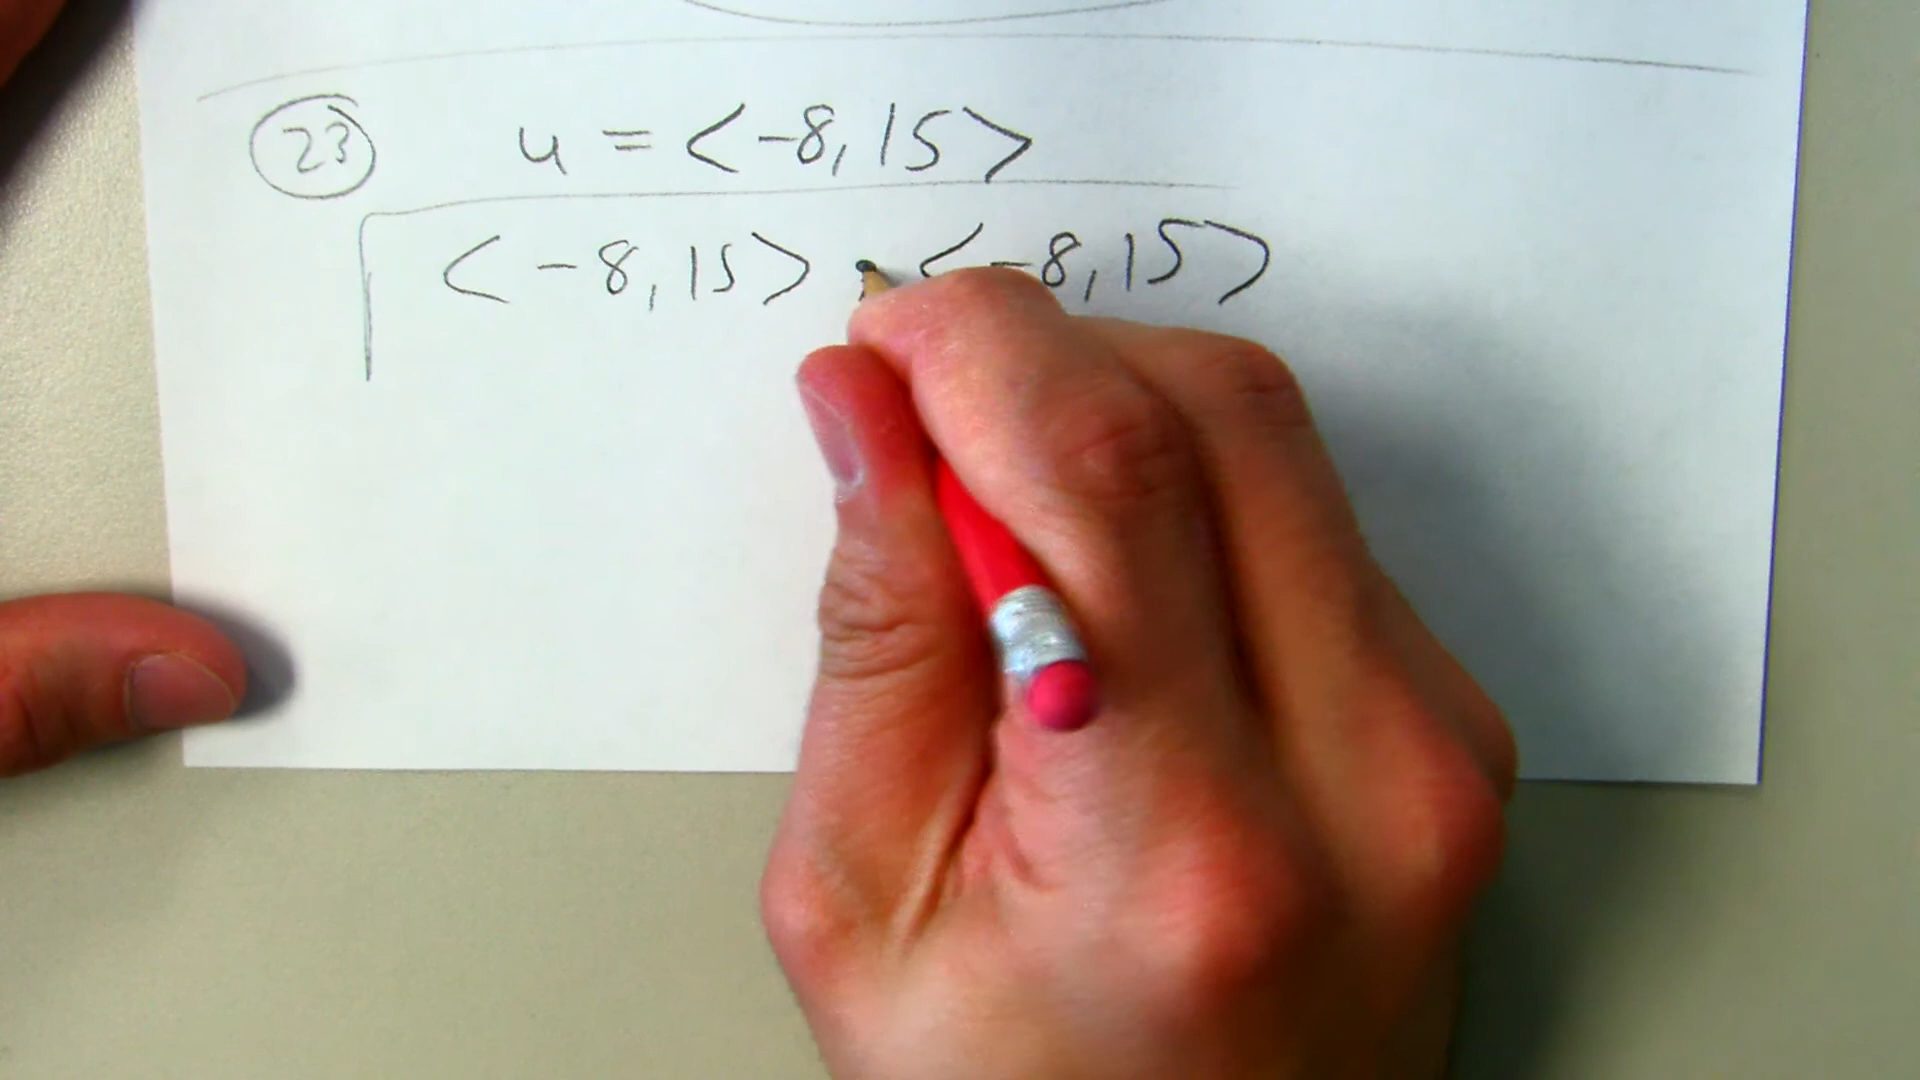 23 u = <-8, 15>
<-8, 15> • <-8, 15>